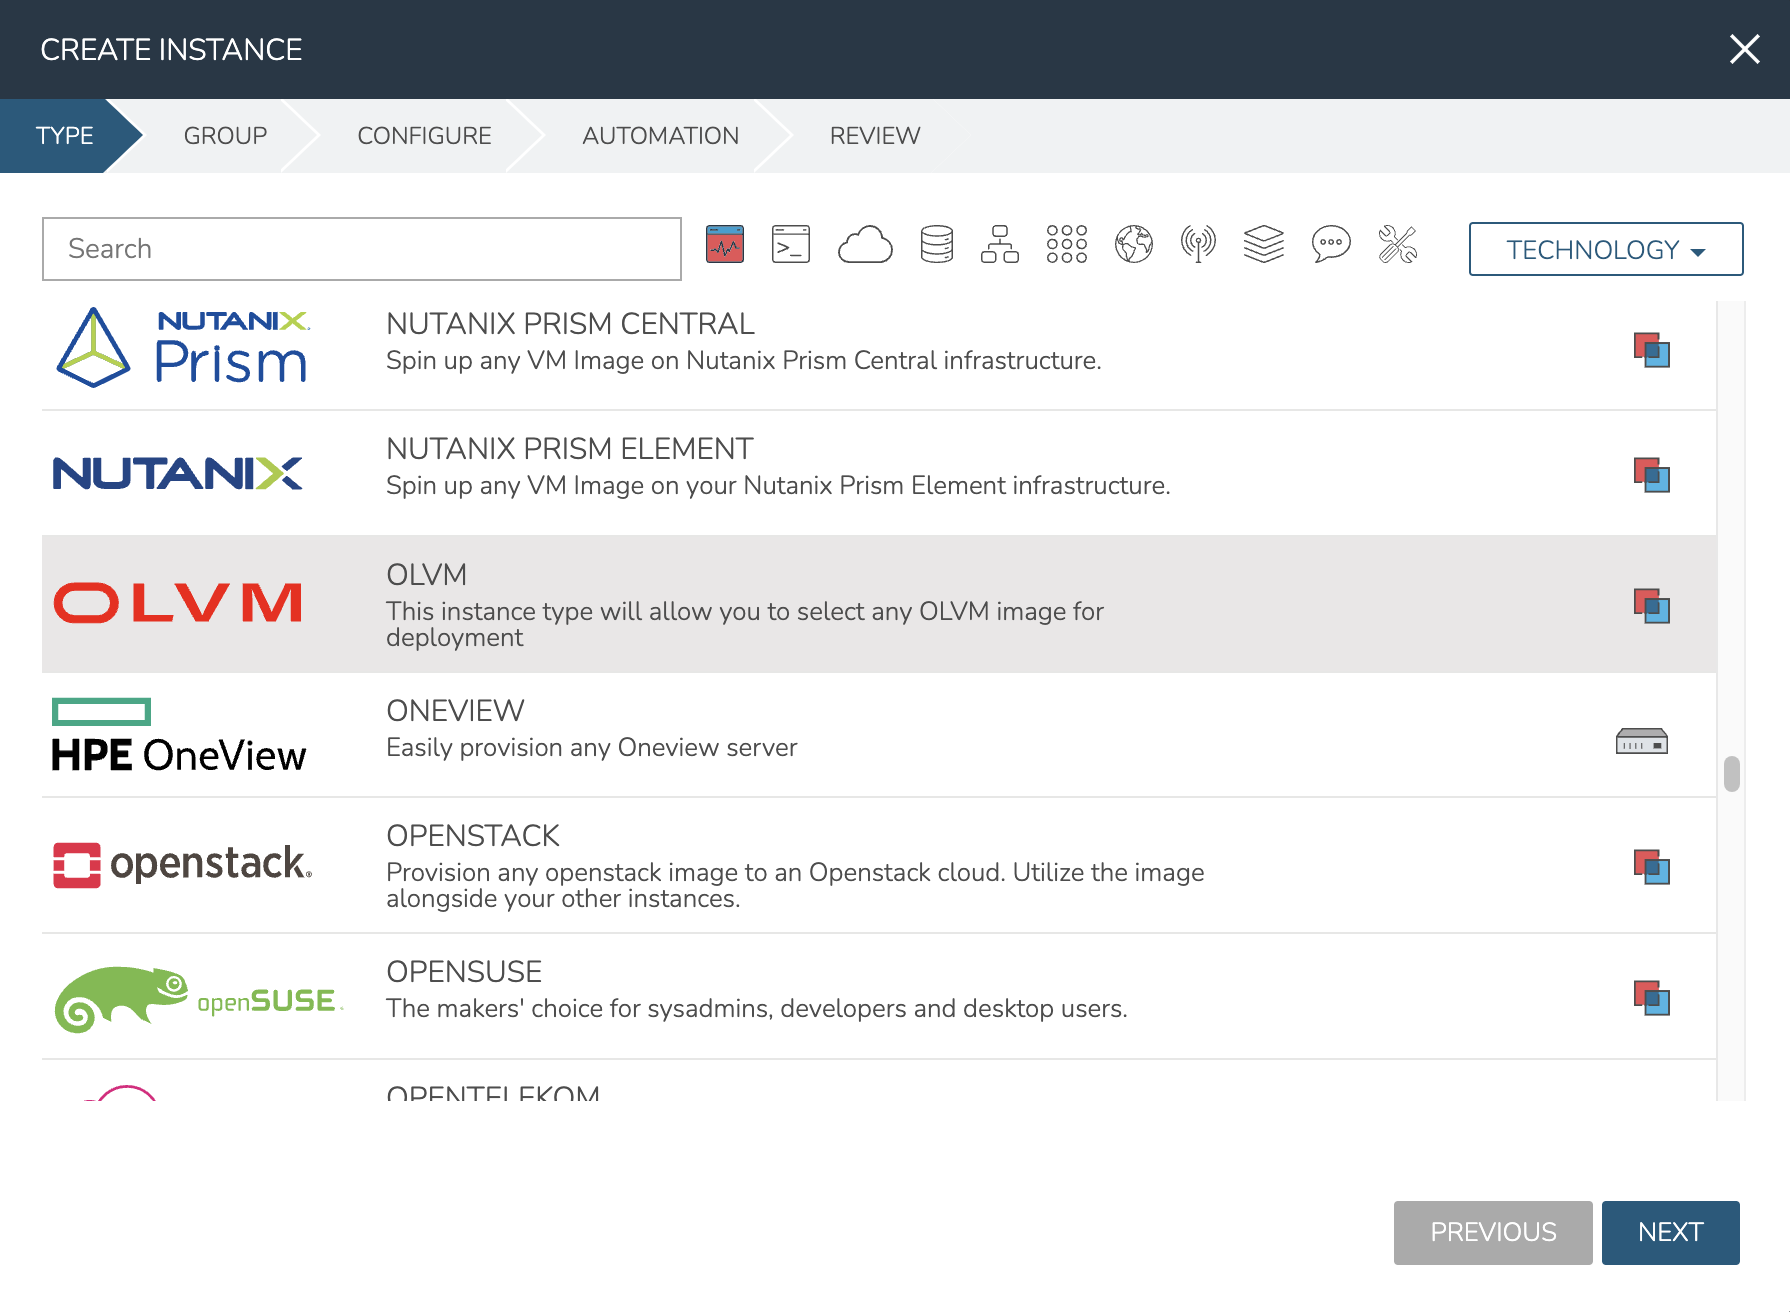 CREATE INSTANCE
TYPE
GROUP
CONFIGURE
AUTOMATION
REVIEW
Search
TECHNOLOGY
NUTANIX
Prism
NUTANIX PRISM CENTRAL
Spin up any VM Image on Nutanix Prism Central infrastructure.
NUTANIX
NUTANIX PRISM ELEMENT
Spin up any VM Image on your Nutanix Prism Element infrastructure.
OLVM
OLVM
This instance type will allow you to select any OLVM image for
deployment
HPE OneView
ONEVIEW
Easily provision any Oneview server
openstack.
OPENSTACK
Provision any openstack image to an Openstack cloud. Utilize the image
alongside your other instances.
openSUSE
OPENSUSE
The makers' choice for sysadmins, developers and desktop users.
OPENTELEKOM
PREVIOUS
NEXT